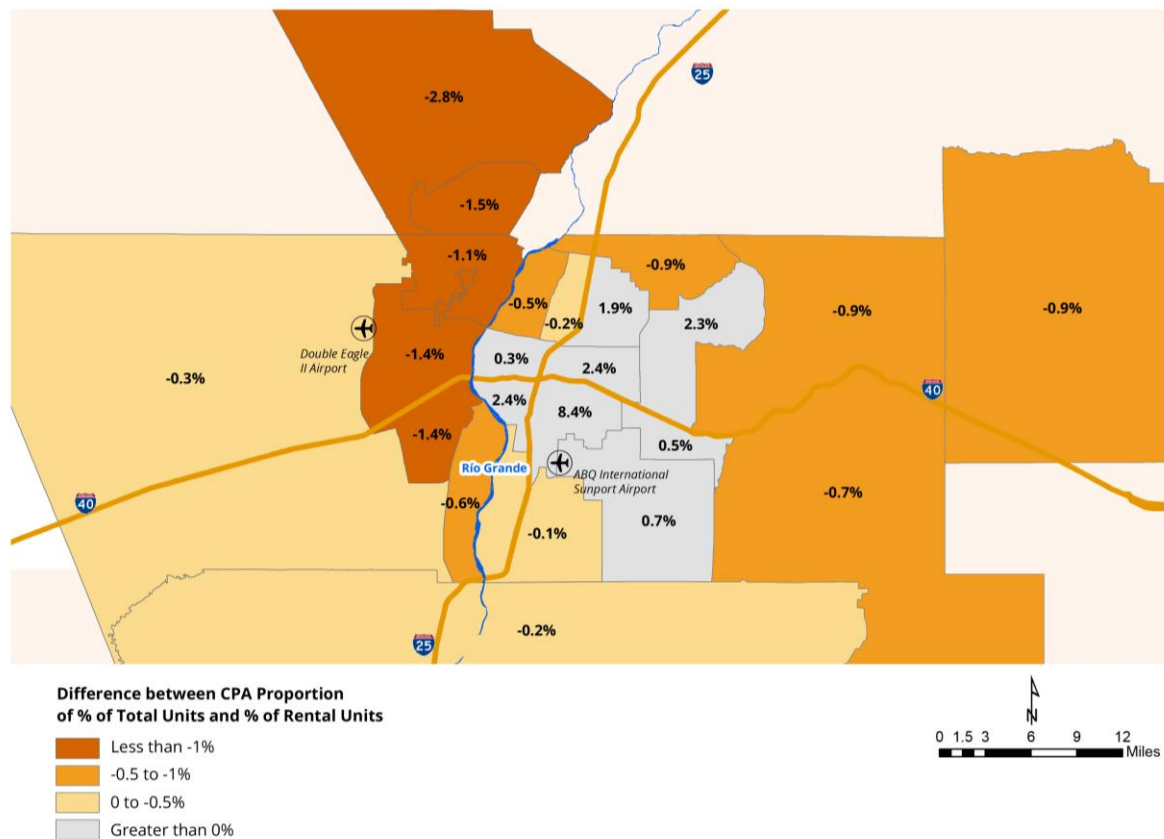 25
-2.8%
-1.5%
-1.1%
-0.9%
-0.5%
-0.2%
1.9%
2.3%
-0.9%
-0.9%
Double Eagle
II Airport
-1.4%
0.3%
2.4%
-0.3%
40
2.4%
8.4%
-1.4%
0.5%
Río Grande
ABQ International
Sunport Airport
40
-0.6%
-0.7%
0.7%
-0.1%
-0.2%
25
Difference between CPA Proportion
of % of Total Units and % of Rental Units
Less than -1%
-0.5 to -1%
0 to -0.5%
Greater than 0%
N
0 1.5 3 6 9 12
Miles